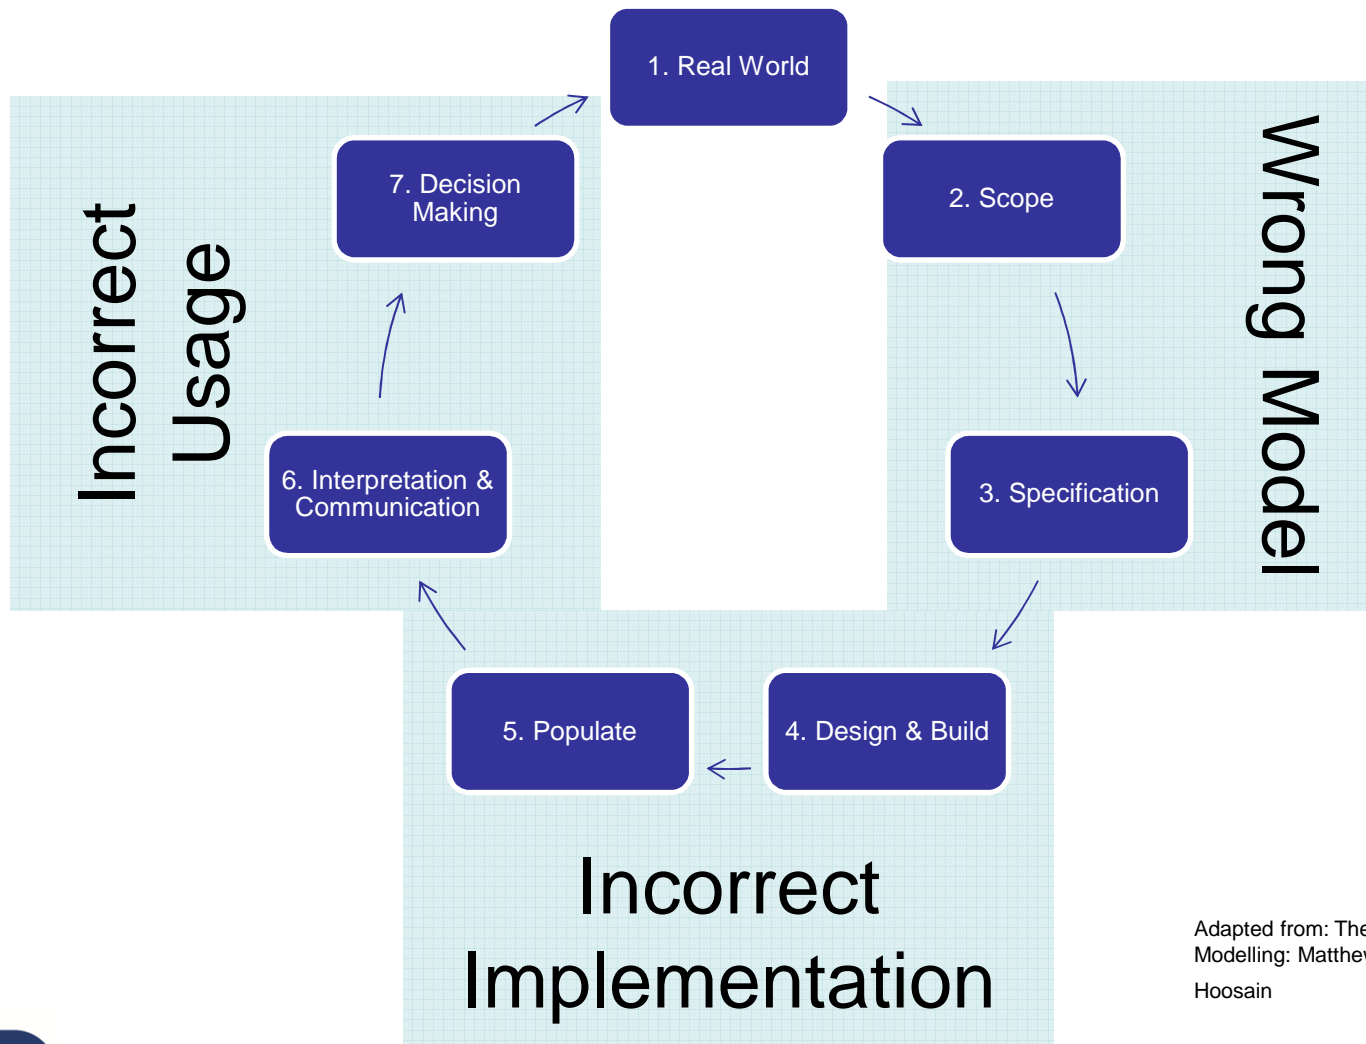 1. Real World
2. Scope
3. Specification
4. Design & Build
5. Populate
6. Interpretation &
Communication
7. Decision
Making
Wrong Model
Incorrect
Implementation
Incorrect
Usage
Adapted from: The
Modelling: Matthew
Hoosain